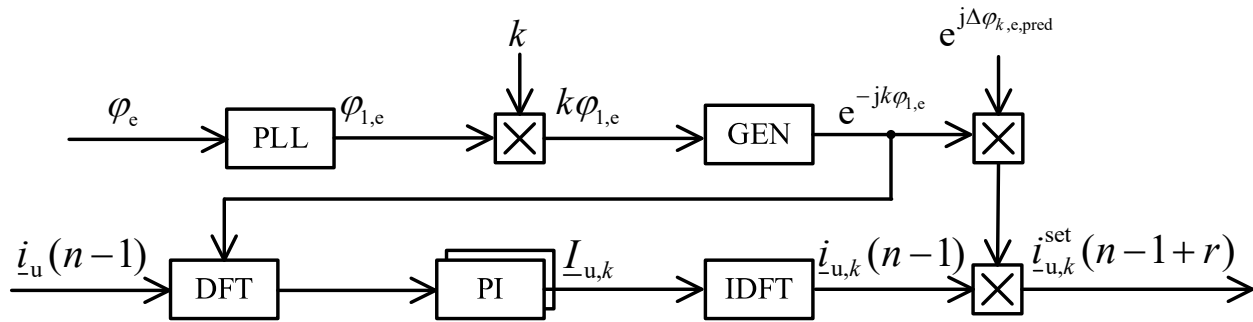 e^{jΔφ_{k,e,pred}}
k
φ_e PLL φ_{1,e} kφ_{1,e} GEN e^{-jkφ_{1,e}}
i_u(n−1) DFT PI I_{u,k} IDFT i_{u,k}(n−1) i_{u,k}^{set}(n−1+r)